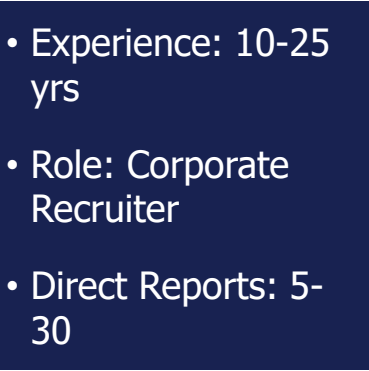 • Experience: 10-25
yrs
• Role: Corporate
Recruiter
• Direct Reports: 5-
30